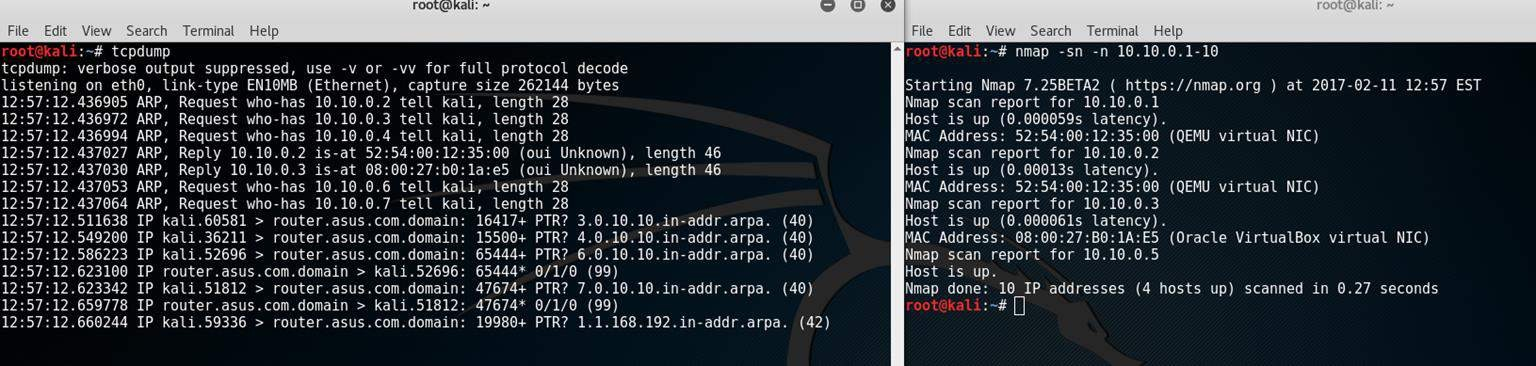 root@kali: ~
File Edit View Search Terminal Help
root@kali:~# tcpdump
tcpdump: verbose output suppressed, use -v or -vv for full protocol decode
listening on eth0, link-type EN10MB (Ethernet), capture size 262144 bytes
12:57:12.436905 ARP, Request who-has 10.10.0.2 tell kali, length 28
12:57:12.436972 ARP, Request who-has 10.10.0.3 tell kali, length 28
12:57:12.436994 ARP, Request who-has 10.10.0.4 tell kali, length 28
12:57:12.437027 ARP, Reply 10.10.0.2 is-at 52:54:00:12:35:00 (oui Unknown), length 46
12:57:12.437030 ARP, Reply 10.10.0.3 is-at 08:00:27:b0:1a:e5 (oui Unknown), length 46
12:57:12.437053 ARP, Request who-has 10.10.0.6 tell kali, length 28
12:57:12.437064 ARP, Request who-has 10.10.0.7 tell kali, length 28
12:57:12.511638 IP kali.60581 > router.asus.com.domain: 16417+ PTR? 3.0.10.10.in-addr.arpa. (40)
12:57:12.549200 IP kali.36211 > router.asus.com.domain: 15500+ PTR? 4.0.10.10.in-addr.arpa. (40)
12:57:12.586223 IP kali.52696 > router.asus.com.domain: 65444+ PTR? 6.0.10.10.in-addr.arpa. (40)
12:57:12.623100 IP router.asus.com.domain > kali.52696: 65444* 0/1/0 (99)
12:57:12.623342 IP kali.51812 > router.asus.com.domain: 47674+ PTR? 7.0.10.10.in-addr.arpa. (40)
12:57:12.659778 IP router.asus.com.domain > kali.51812: 47674* 0/1/0 (99)
12:57:12.660244 IP kali.59336 > router.asus.com.domain: 19980+ PTR? 1.1.168.192.in-addr.arpa. (42)
root@kali: ~
File Edit View Search Terminal Help
root@kali:~# nmap -sn -n 10.10.0.1-10
Starting Nmap 7.25BETA2 ( https://nmap.org ) at 2017-02-11 12:57 EST
Nmap scan report for 10.10.0.1
Host is up (0.000059s latency).
MAC Address: 52:54:00:12:35:00 (QEMU virtual NIC)
Nmap scan report for 10.10.0.2
Host is up (0.00013s latency).
MAC Address: 52:54:00:12:35:00 (QEMU virtual NIC)
Nmap scan report for 10.10.0.3
Host is up (0.000061s latency).
MAC Address: 08:00:27:B0:1A:E5 (Oracle VirtualBox virtual NIC)
Nmap scan report for 10.10.0.5
Host is up.
Nmap done: 10 IP addresses (4 hosts up) scanned in 0.27 seconds
root@kali:~#